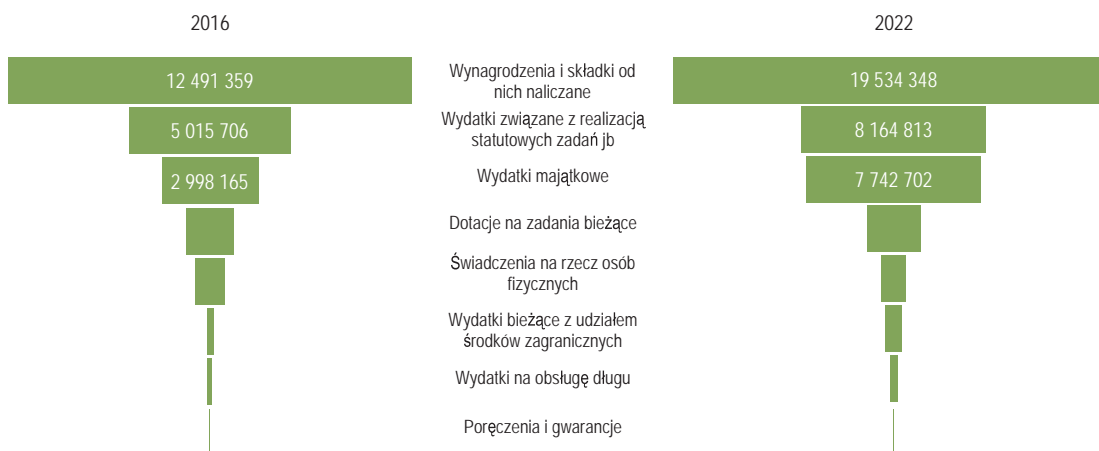 2016
2022
12 491 359
Wynagrodzenia i składki od
nich naliczane
19 534 348
5 015 706
Wydatki związane z realizacją
statutowych zadań jb
8 164 813
2 998 165
Wydatki majątkowe
7 742 702
Dotacje na zadania bieżące
Świadczenia na rzecz osób
fizycznych
Wydatki bieżące z udziałem
środków zagranicznych
Wydatki na obsługę długu
Poręczenia i gwarancje